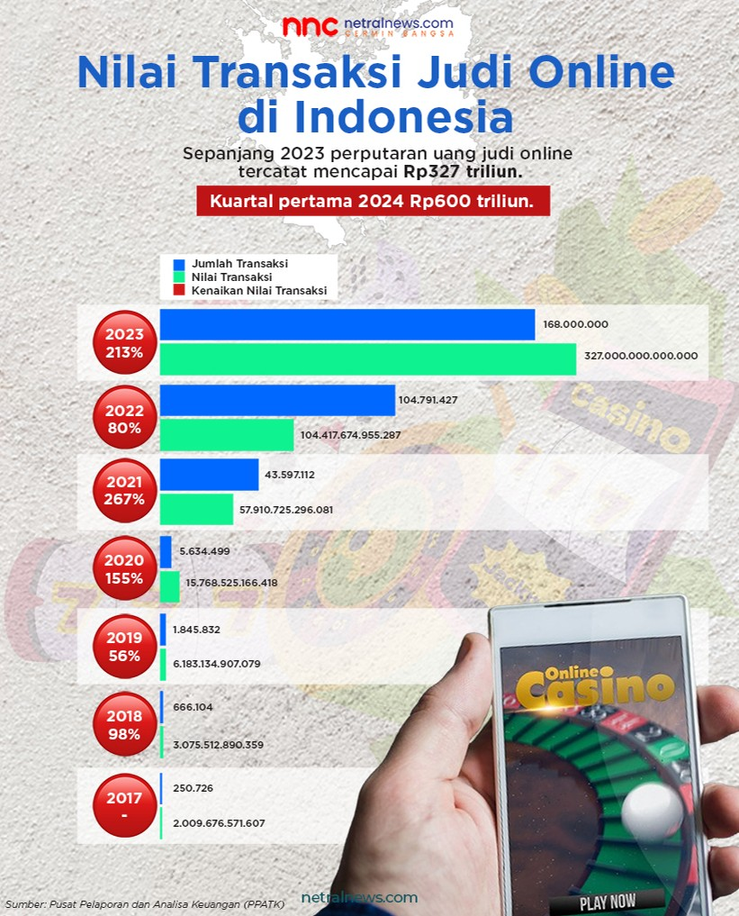 nnc netralnews.com
CERMIN BANGSA
Nilai Transaksi Judi Online
di Indonesia
Sepanjang 2023 perputaran uang judi online
tercatat mencapai Rp327 triliun.
Kuartal pertama 2024 Rp600 triliun.
Jumlah Transaksi
Nilai Transaksi
Kenaikan Nilai Transaksi
2023
213%
168.000.000
327.000.000.000.000
2022
80%
104.791.427
104.417.674.955.287
2021
267%
43.597.112
57.910.725.296.081
2020
155%
5.634.499
15.768.525.166.418
2019
56%
1.845.832
6.183.134.907.079
2018
98%
666.104
3.075.512.890.359
2017
-
250.726
2.009.676.571.607
Casino
Online
Casino
PLAY NOW
netralnews.com
Sumber: Pusat Pelaporan dan Analisa Keuangan (PPATK)